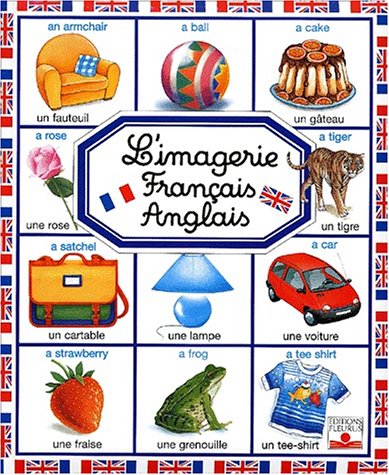 an armchair
un fauteuil
a ball
a cake
un gâteau
a rose
une rose
L'imagerie
Français
Anglais
a tiger
un tigre
a satchel
un cartable
une lampe
a car
une voiture
a strawberry
une fraise
a frog
une grenouille
a tee shirt
un tee-shirt
ÉDITIONS
FLEURUS